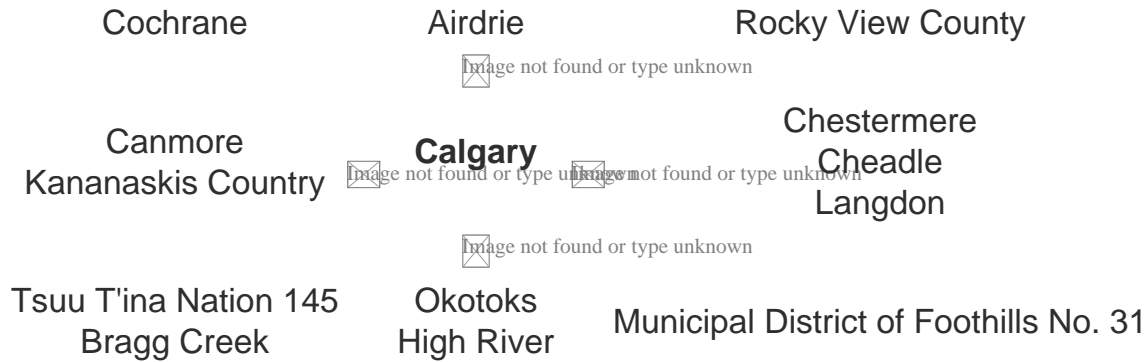 Cochrane Airdrie Rocky View County
Image not found or type unknown
Canmore
Kananaskis Country
Calgary
Image not found or type unknown
Image not found or type unknown
Chestermere
Cheadle
Langdon
Image not found or type unknown
Tsuu T'ina Nation 145
Bragg Creek
Okotoks
High River
Municipal District of Foothills No. 31